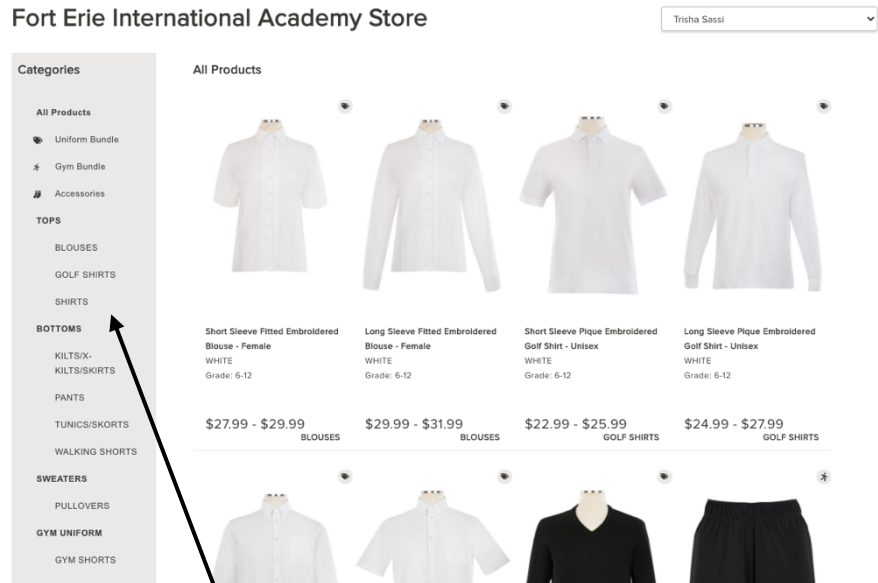 Fort Erie International Academy Store
Trisha Sassi
Categories
All Products
Uniform Bundle
Gym Bundle
Accessories
TOPS
BLOUSES
GOLF SHIRTS
SHIRTS
BOTTOMS
KILTS/X-
KILTS/SKIRTS
PANTS
TUNICS/SKORTS
WALKING SHORTS
SWEATERS
PULLOVERS
GYM UNIFORM
GYM SHORTS
All Products
Short Sleeve Fitted Embroidered
Blouse - Female
WHITE
Grade: 6-12
$27.99 - $29.99
BLOUSES
Long Sleeve Fitted Embroidered
Blouse - Female
WHITE
Grade: 6-12
$29.99 - $31.99
BLOUSES
Short Sleeve Pique Embroidered
Golf Shirt - Unisex
WHITE
Grade: 6-12
$22.99 - $25.99
GOLF SHIRTS
Long Sleeve Pique Embroidered
Golf Shirt - Unisex
WHITE
Grade: 6-12
$24.99 - $27.99
GOLF SHIRTS